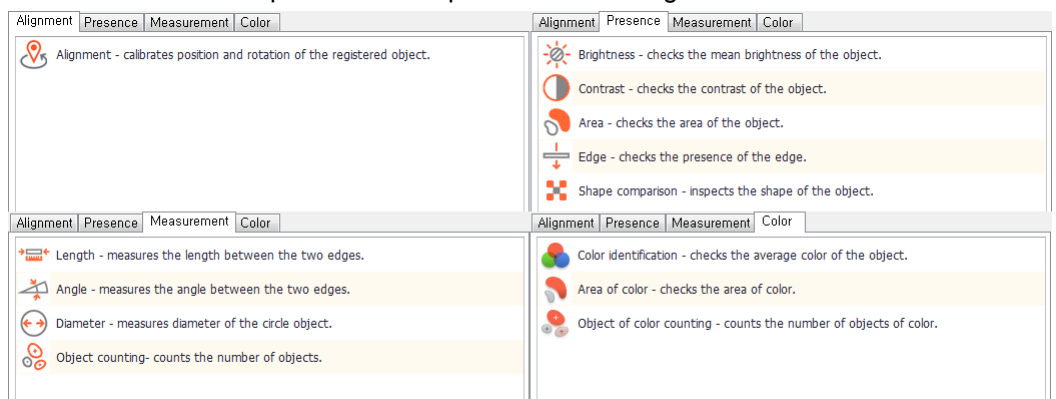 Alignment Presence Measurement Color
Alignment - calibrates position and rotation of the registered object.
Alignment Presence Measurement Color
Brightness - checks the mean brightness of the object.
Contrast - checks the contrast of the object.
Area - checks the area of the object.
Edge - checks the presence of the edge.
Shape comparison - inspects the shape of the object.
Alignment Presence Measurement Color
Length - measures the length between the two edges.
Angle - measures the angle between the two edges.
Diameter - measures diameter of the circle object.
Object counting- counts the number of objects.
Alignment Presence Measurement Color
Color identification - checks the average color of the object.
Area of color - checks the area of color.
Object of color counting - counts the number of objects of color.